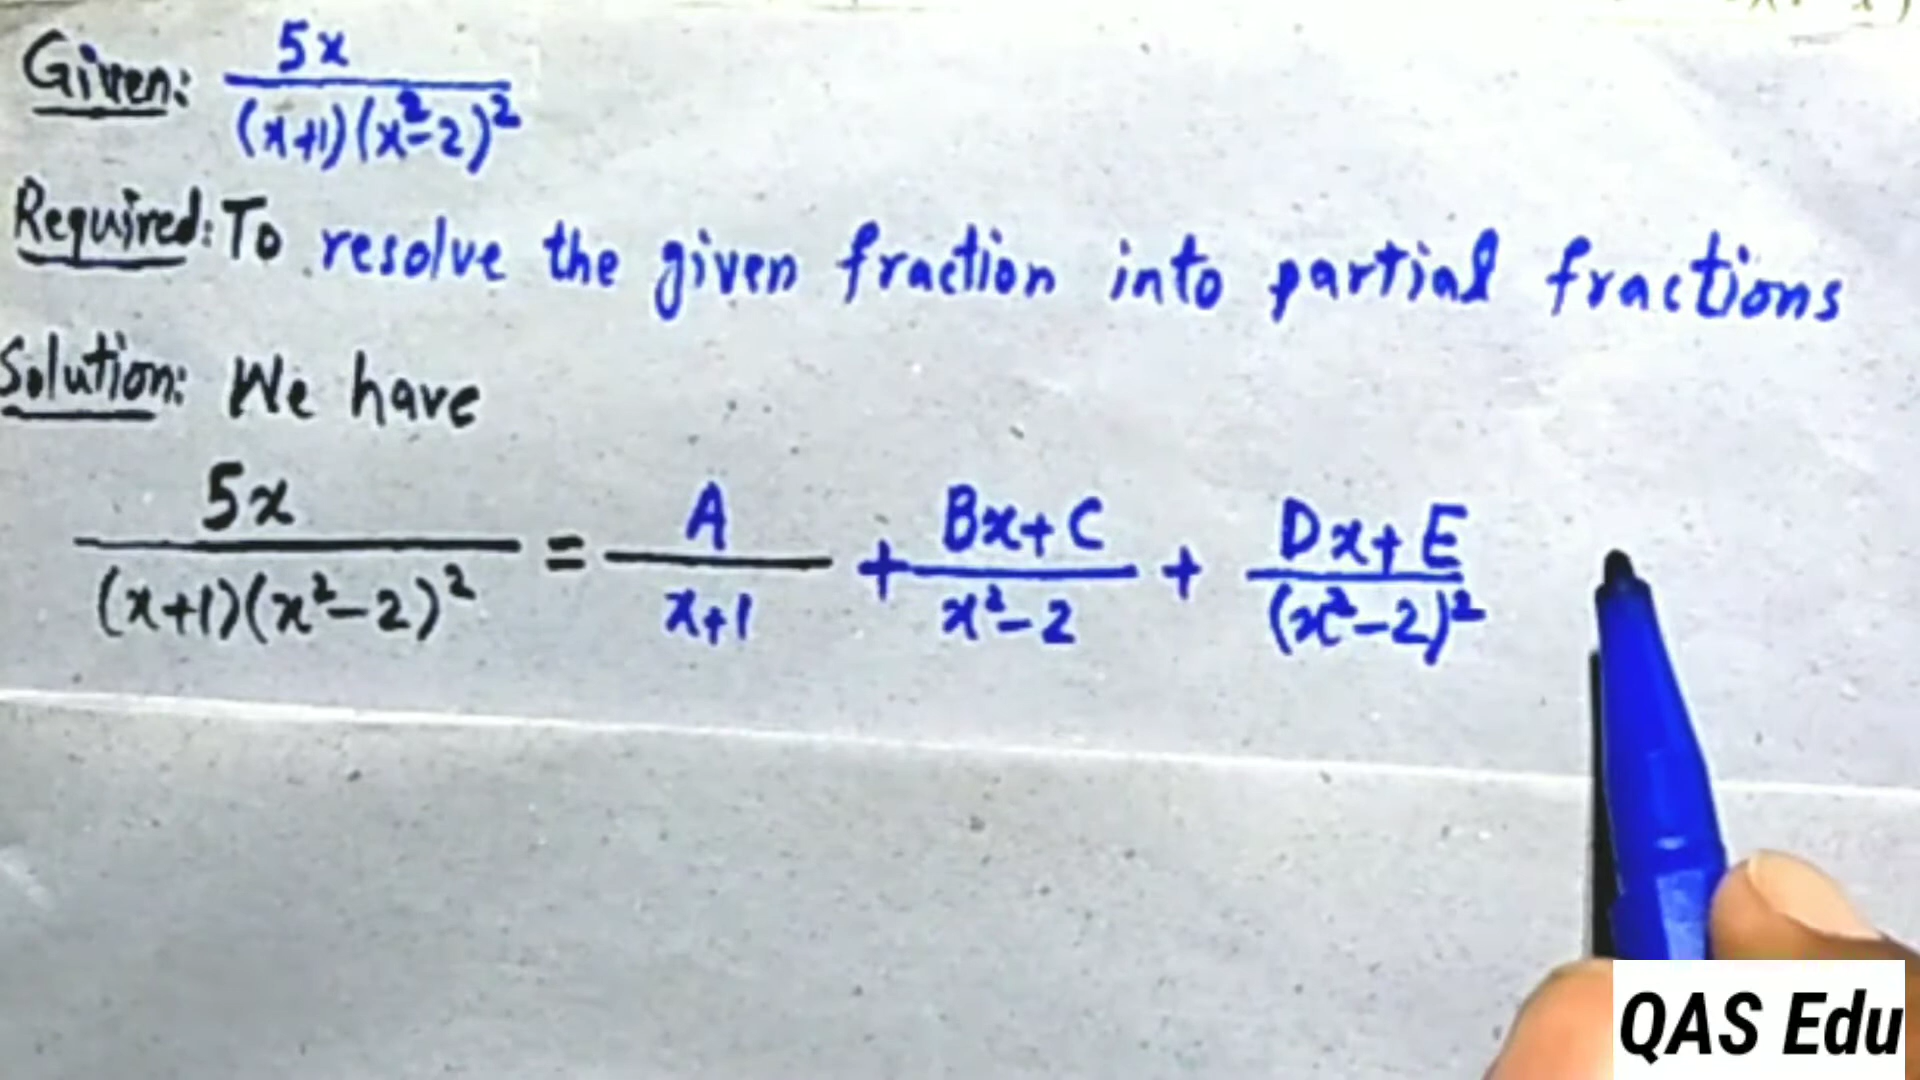 Given: 5x / (x+1)(x²-2)²
Required: To resolve the given fraction into partial fractions
Solution: We have
5x / (x+1)(x²-2)² = A / x+1 + Bx+C / x²-2 + Dx+E / (x²-2)²
QAS Edu